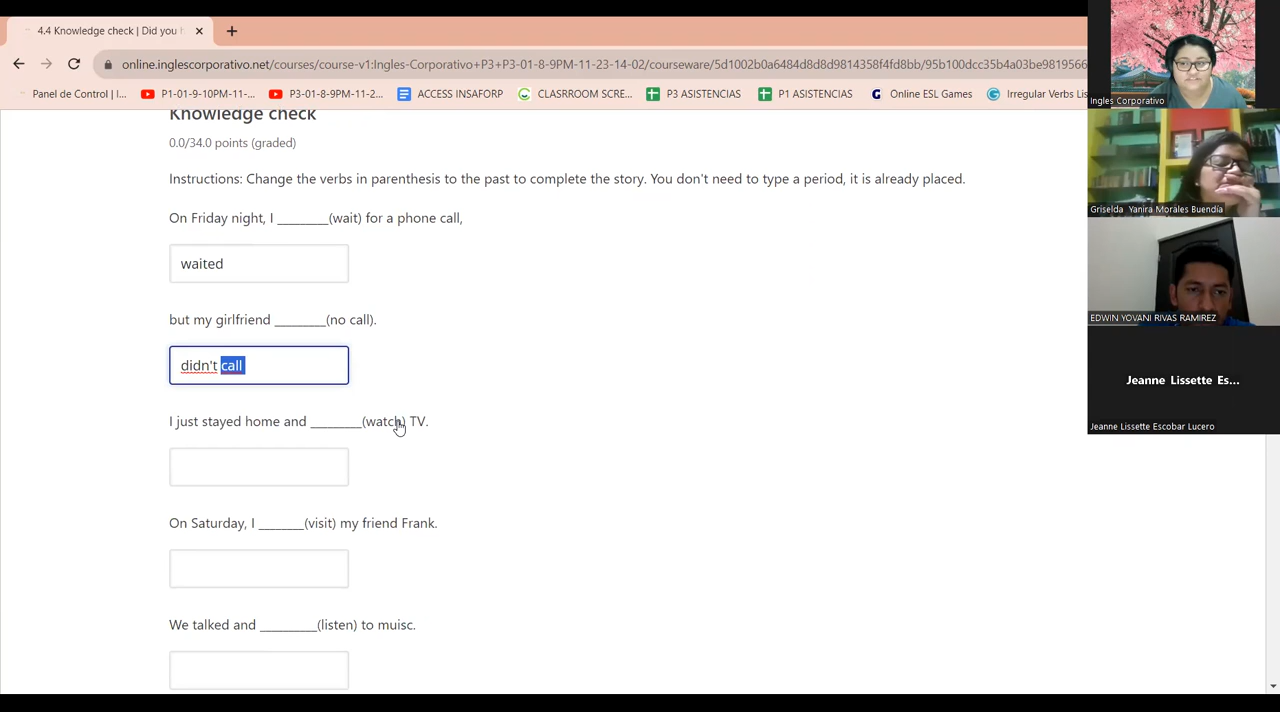 4.4 Knowledge check | Did you
online.inglescorporativo.net/courses/course-v1:Ingles-Corporativo+P3+P3-01-8-9PM-11-23-14-02/courseware/5d1002b0a6484d8d8d9814358f4fd8bb/95b100dcc35b4a03be9819566
Panel de Control | I...
P1-01-9-10PM-11-...
P3-01-8-9PM-11-2...
ACCESS INSAFORP
CLASRROOM SCRE...
P3 ASISTENCIAS
P1 ASISTENCIAS
Online ESL Games
Irregular Verbs Lis
Knowledge check
0.0/34.0 points (graded)
Instructions: Change the verbs in parenthesis to the past to complete the story. You don't need to type a period, it is already placed.
On Friday night, I ________(wait) for a phone call,
waited
but my girlfriend ________(no call).
didn't call
I just stayed home and ________(watch) TV.
On Saturday, I _______(visit) my friend Frank.
We talked and _________(listen) to muisc.
Ingles Corporativo
Griselda Yanira Morales Buendía
EDWIN YOVANI RIVAS RAMIREZ
Jeanne Lissette Es...
Jeanne Lissette Escobar Lucero